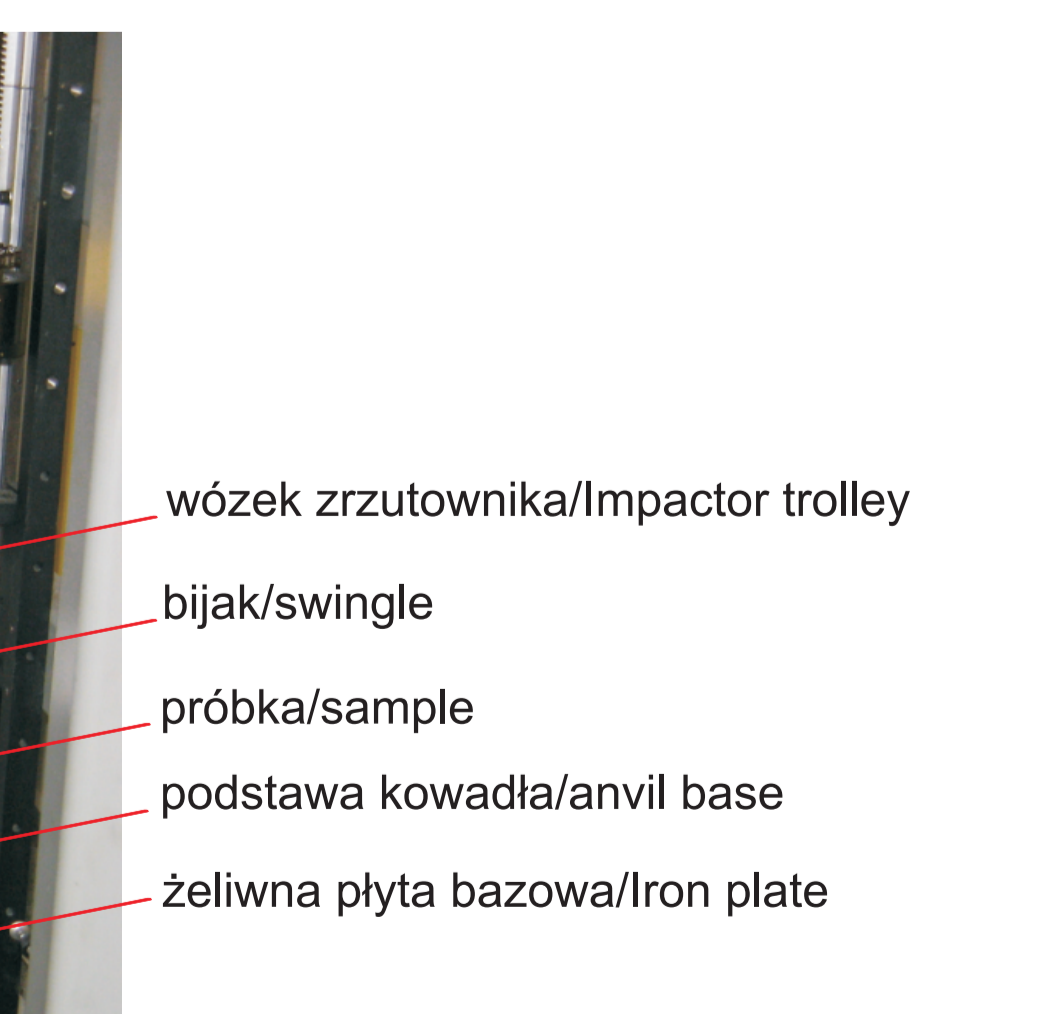 wózek zrzutownika/Impactor trolley
bijak/swingle
próbka/sample
podstawa kowadła/anvil base
żeliwna płyta bazowa/Iron plate